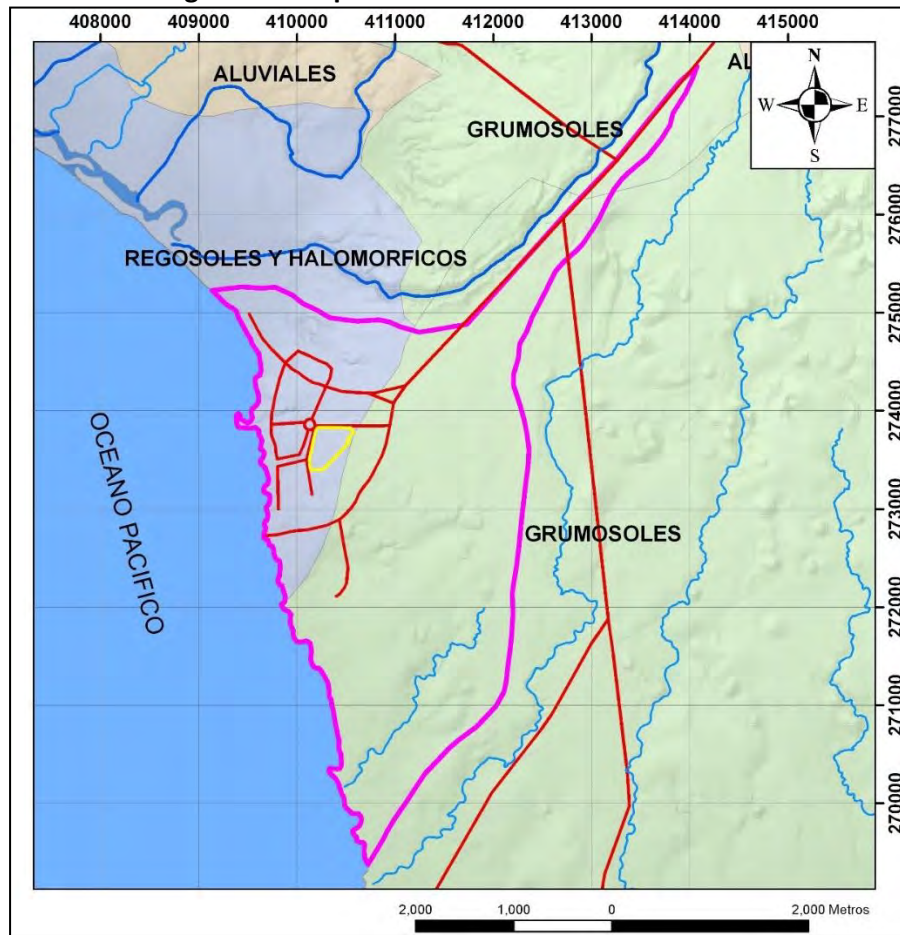 408000 409000 410000 411000 412000 413000 414000 415000
N
W E
S
ALUVIALES
AL
GRUMOSOLES
REGOSOLES Y HALOMORFICOS
OCEANO PACIFICO
GRUMOSOLES
277000
276000
275000
274000
273000
272000
271000
270000
2,000 1,000 0 2,000 Metros